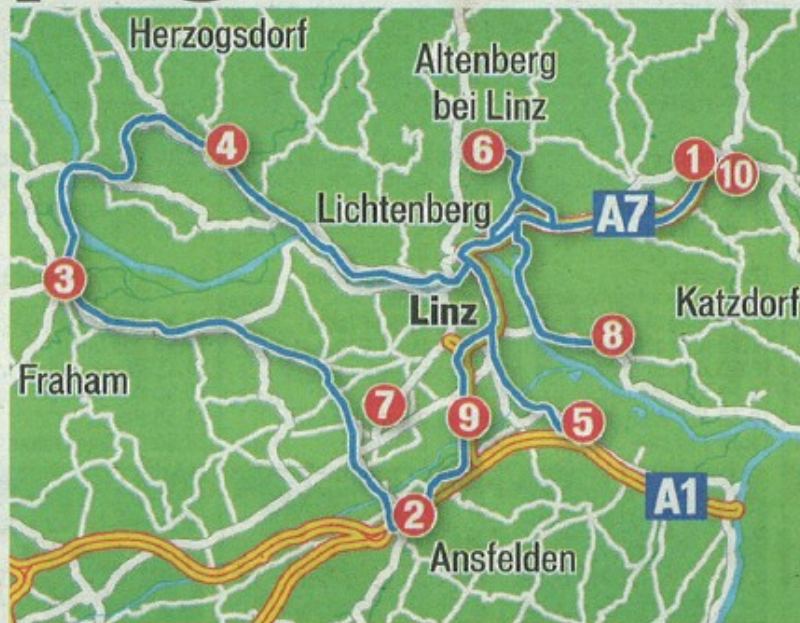 Herzogsdorf
Altenberg
bei Linz
4
6
1
10
Lichtenberg
A7
3
Linz
Katzdorf
8
Fraham
7
9
5
A1
2
Ansfelden